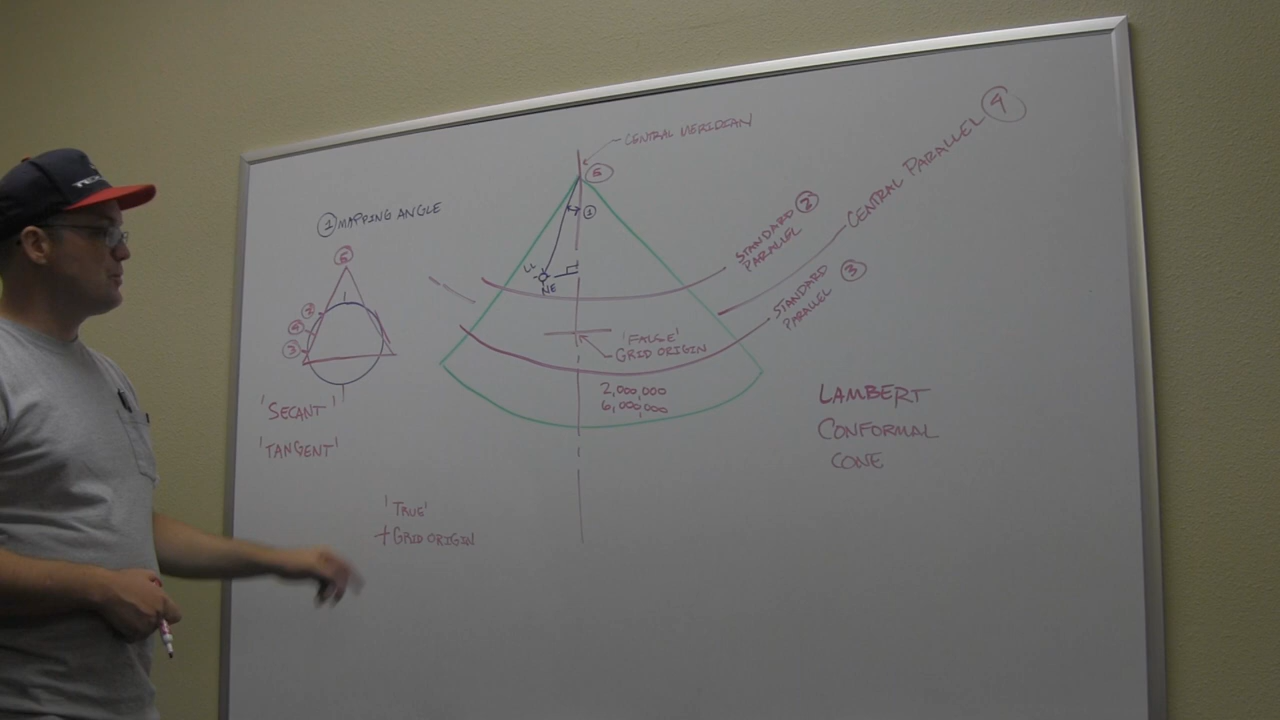 CENTRAL MERIDIAN
5
1
① MAPPING ANGLE
5
2
4
3
'SECANT'
'TANGENT'
LL
NE
STANDARD
PARALLEL ②
CENTRAL PARALLEL ④
STANDARD
PARALLEL ③
'FALSE'
GRID ORIGIN
2,000,000
6,000,000
LAMBERT
CONFORMAL
CONE
'TRUE'
+GRID ORIGIN